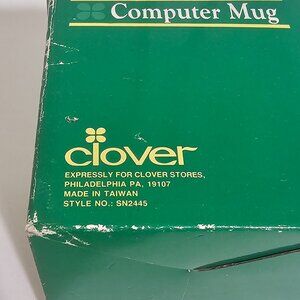 Computer Mug
clover
EXPRESSLY FOR CLOVER STORES,
PHILADELPHIA PA, 19107
MADE IN TAIWAN
STYLE NO.: SN2445